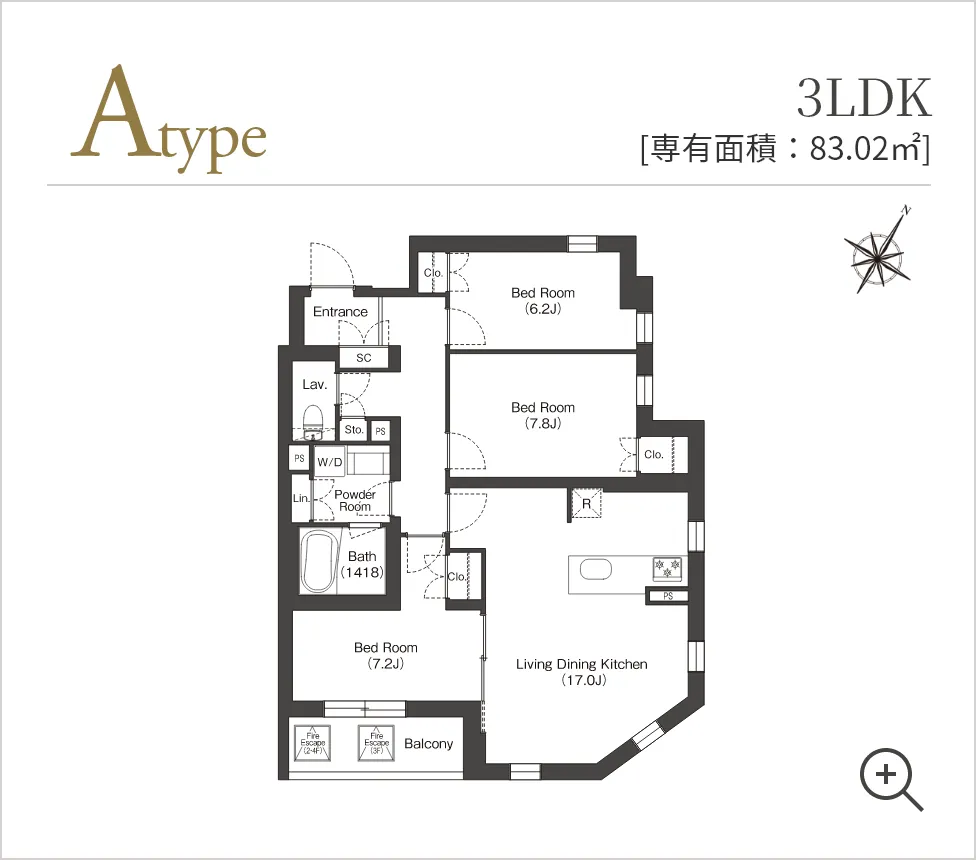 Atype
3LDK
[専有面積：83.02㎡]
N
Clo.
Bed Room
(6.2J)
Entrance
SC
Lav.
Bed Room
(7.8J)
Sto.
PS
Clo.
PS
W/D
Lin.
Powder
Room
R
Bath
(1418)
Clo.
PS
Bed Room
(7.2J)
Living Dining Kitchen
(17.0J)
Fire
Escape
(2·4F)
Fire
Escape
(3F)
Balcony